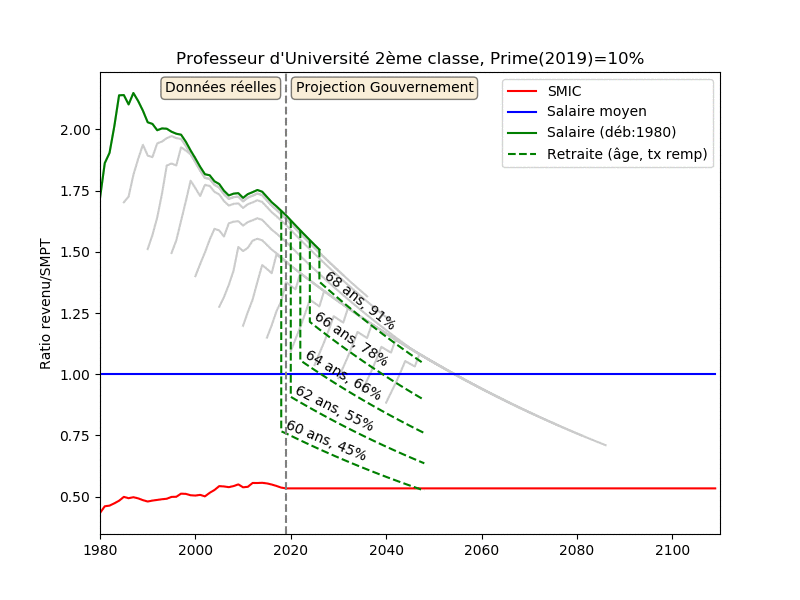 Professeur d'Université 2ème classe, Prime(2019)=10%
Données réelles
Projection Gouvernement
SMIC
Salaire moyen
Salaire (déb:1980)
Retraite (âge, tx remp)
Ratio revenu/SMPT
2.00
1.75
1.50
1.25
1.00
0.75
0.50
68 ans, 91%
66 ans, 78%
64 ans, 66%
62 ans, 55%
60 ans, 45%
1980
2000
2020
2040
2060
2080
2100